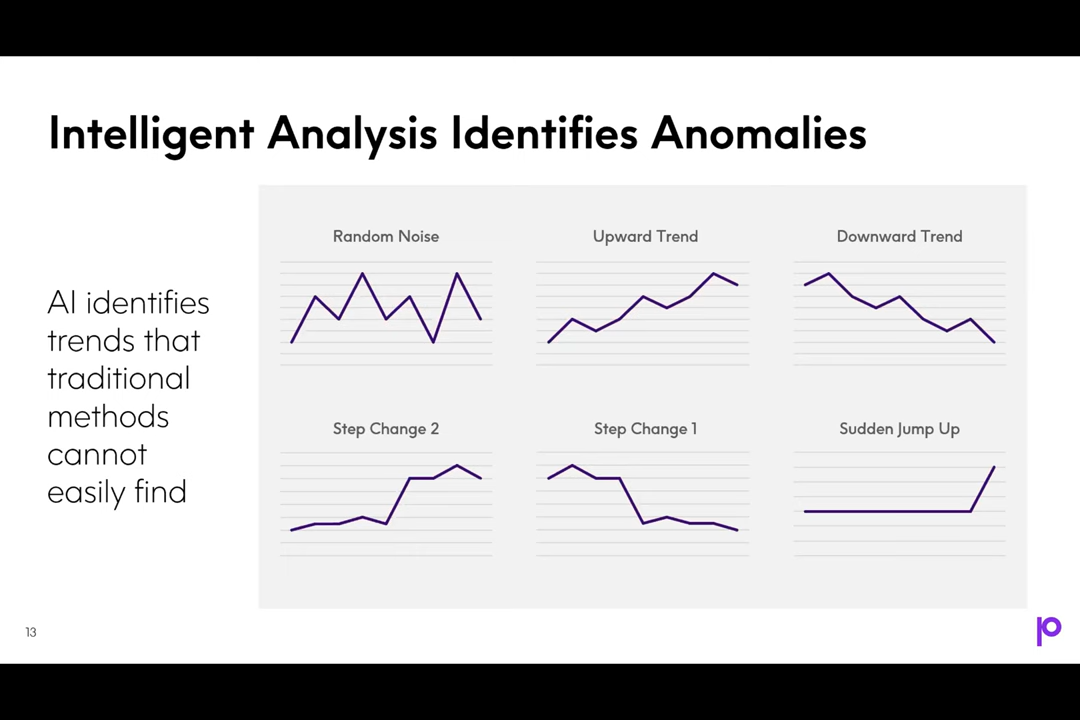 Intelligent Analysis Identifies Anomalies
AI identifies
trends that
traditional
methods
cannot
easily find
Random Noise
Upward Trend
Downward Trend
Step Change 2
Step Change 1
Sudden Jump Up
13